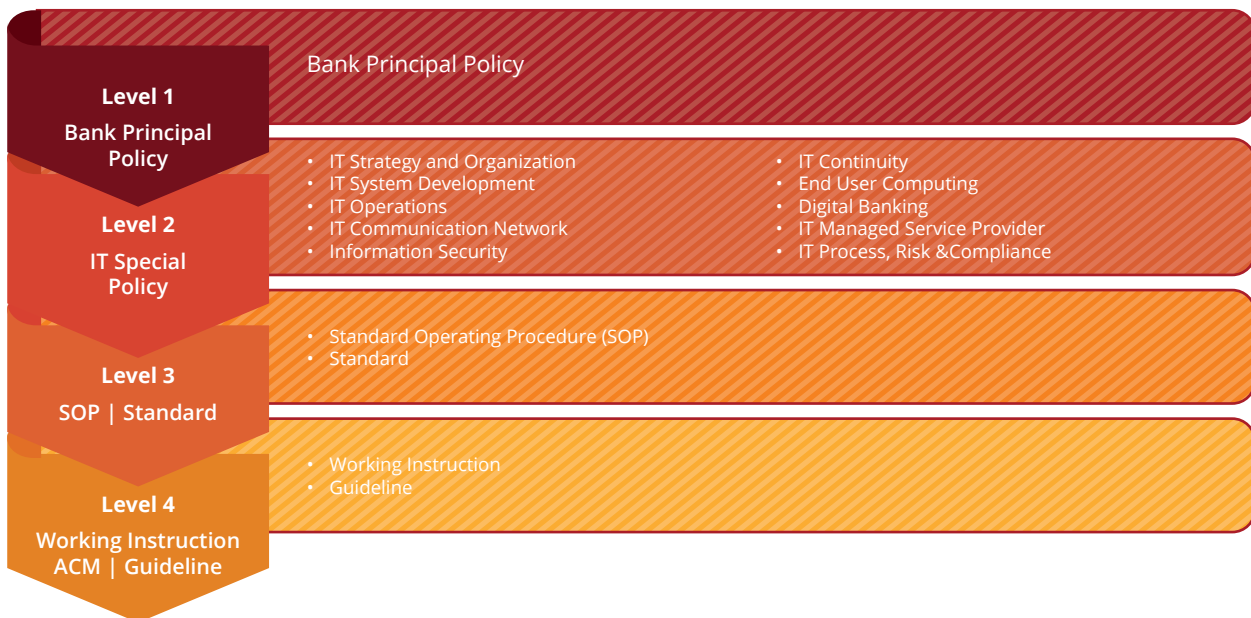 Level 1
Bank Principal
Policy
Bank Principal Policy
Level 2
IT Special
Policy
• IT Strategy and Organization
• IT System Development
• IT Operations
• IT Communication Network
• Information Security
• IT Continuity
• End User Computing
• Digital Banking
• IT Managed Service Provider
• IT Process, Risk &Compliance
Level 3
SOP | Standard
• Standard Operating Procedure (SOP)
• Standard
Level 4
Working Instruction
ACM | Guideline
• Working Instruction
• Guideline